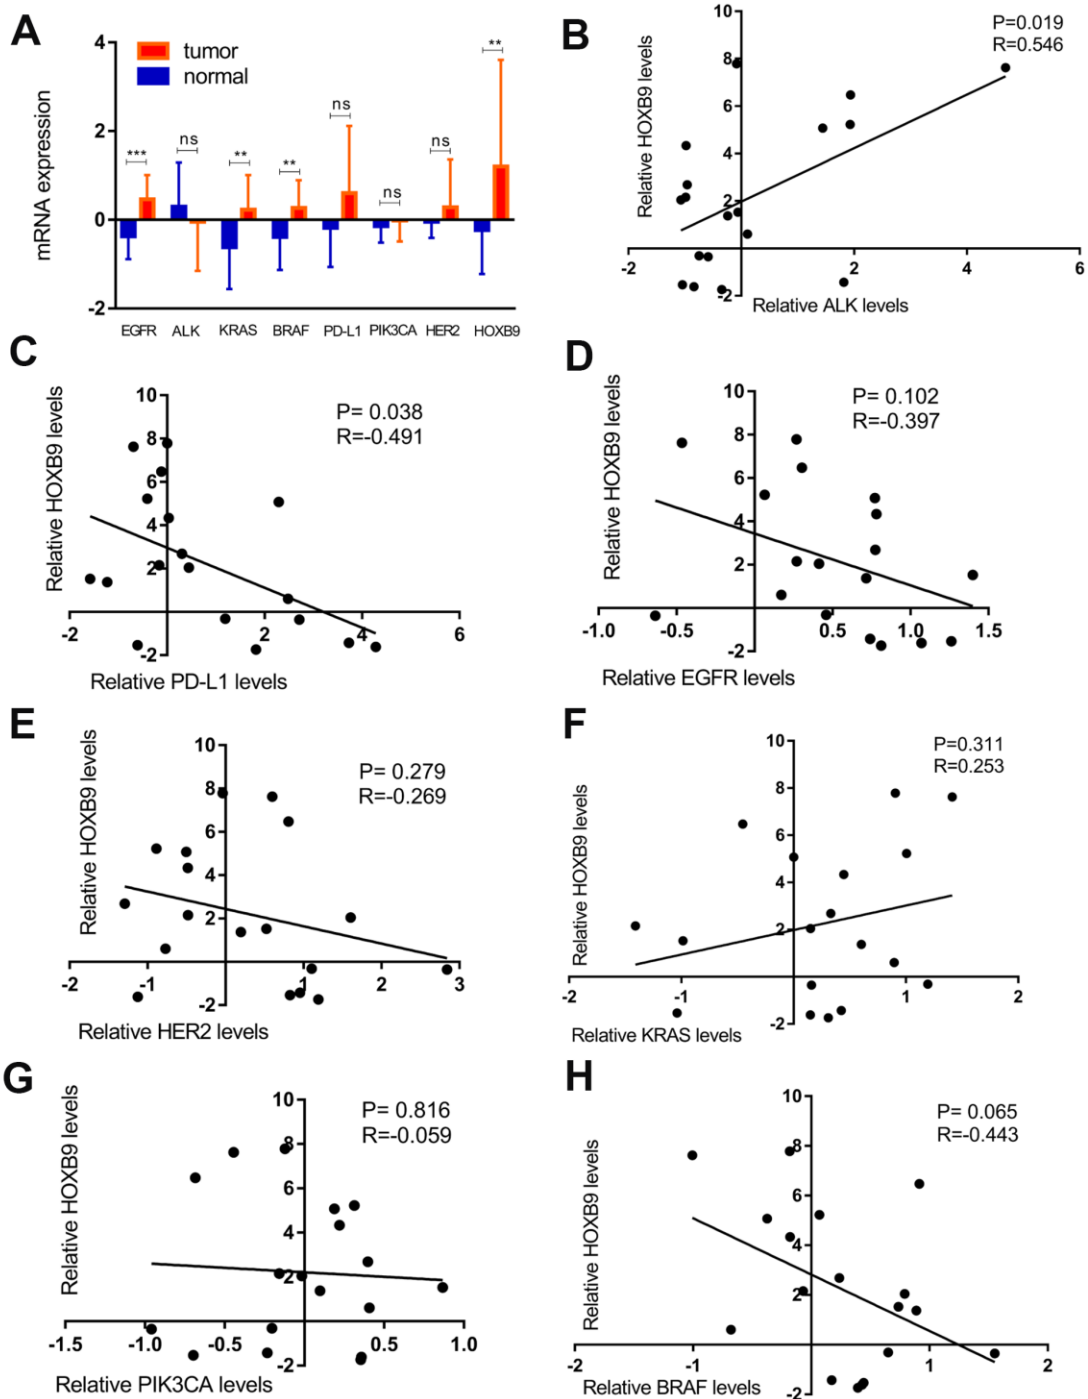 A
tumor
normal
mRNA expression
4
2
0
-2
***
ns
**
**
ns
ns
ns
**
EGFR ALK KRAS BRAF PD-L1 PIK3CA HER2 HOXB9
B
P=0.019
R=0.546
Relative HOXB9 levels
10
8
6
4
2
-2
-2 0 2 4 6
Relative ALK levels
C
P= 0.038
R=-0.491
Relative HOXB9 levels
10
8
6
4
2
-2
-2 0 2 4 6
Relative PD-L1 levels
D
P= 0.102
R=-0.397
Relative HOXB9 levels
10
8
6
4
2
-2
-1.0 -0.5 0.0 0.5 1.0 1.5
Relative EGFR levels
E
P= 0.279
R=-0.269
Relative HOXB9 levels
10
8
6
4
2
-2
-2 -1 0 1 2 3
Relative HER2 levels
F
P=0.311
R=0.253
Relative HOXB9 levels
10
8
6
4
2
-2
-2 -1 0 1 2
Relative KRAS levels
G
P= 0.816
R=-0.059
Relative HOXB9 levels
10
8
6
4
2
-2
-1.5 -1.0 -0.5 0.0 0.5 1.0
Relative PIK3CA levels
H
P= 0.065
R=-0.443
Relative HOXB9 levels
10
8
6
4
2
-2
-2 -1 0 1 2
Relative BRAF levels